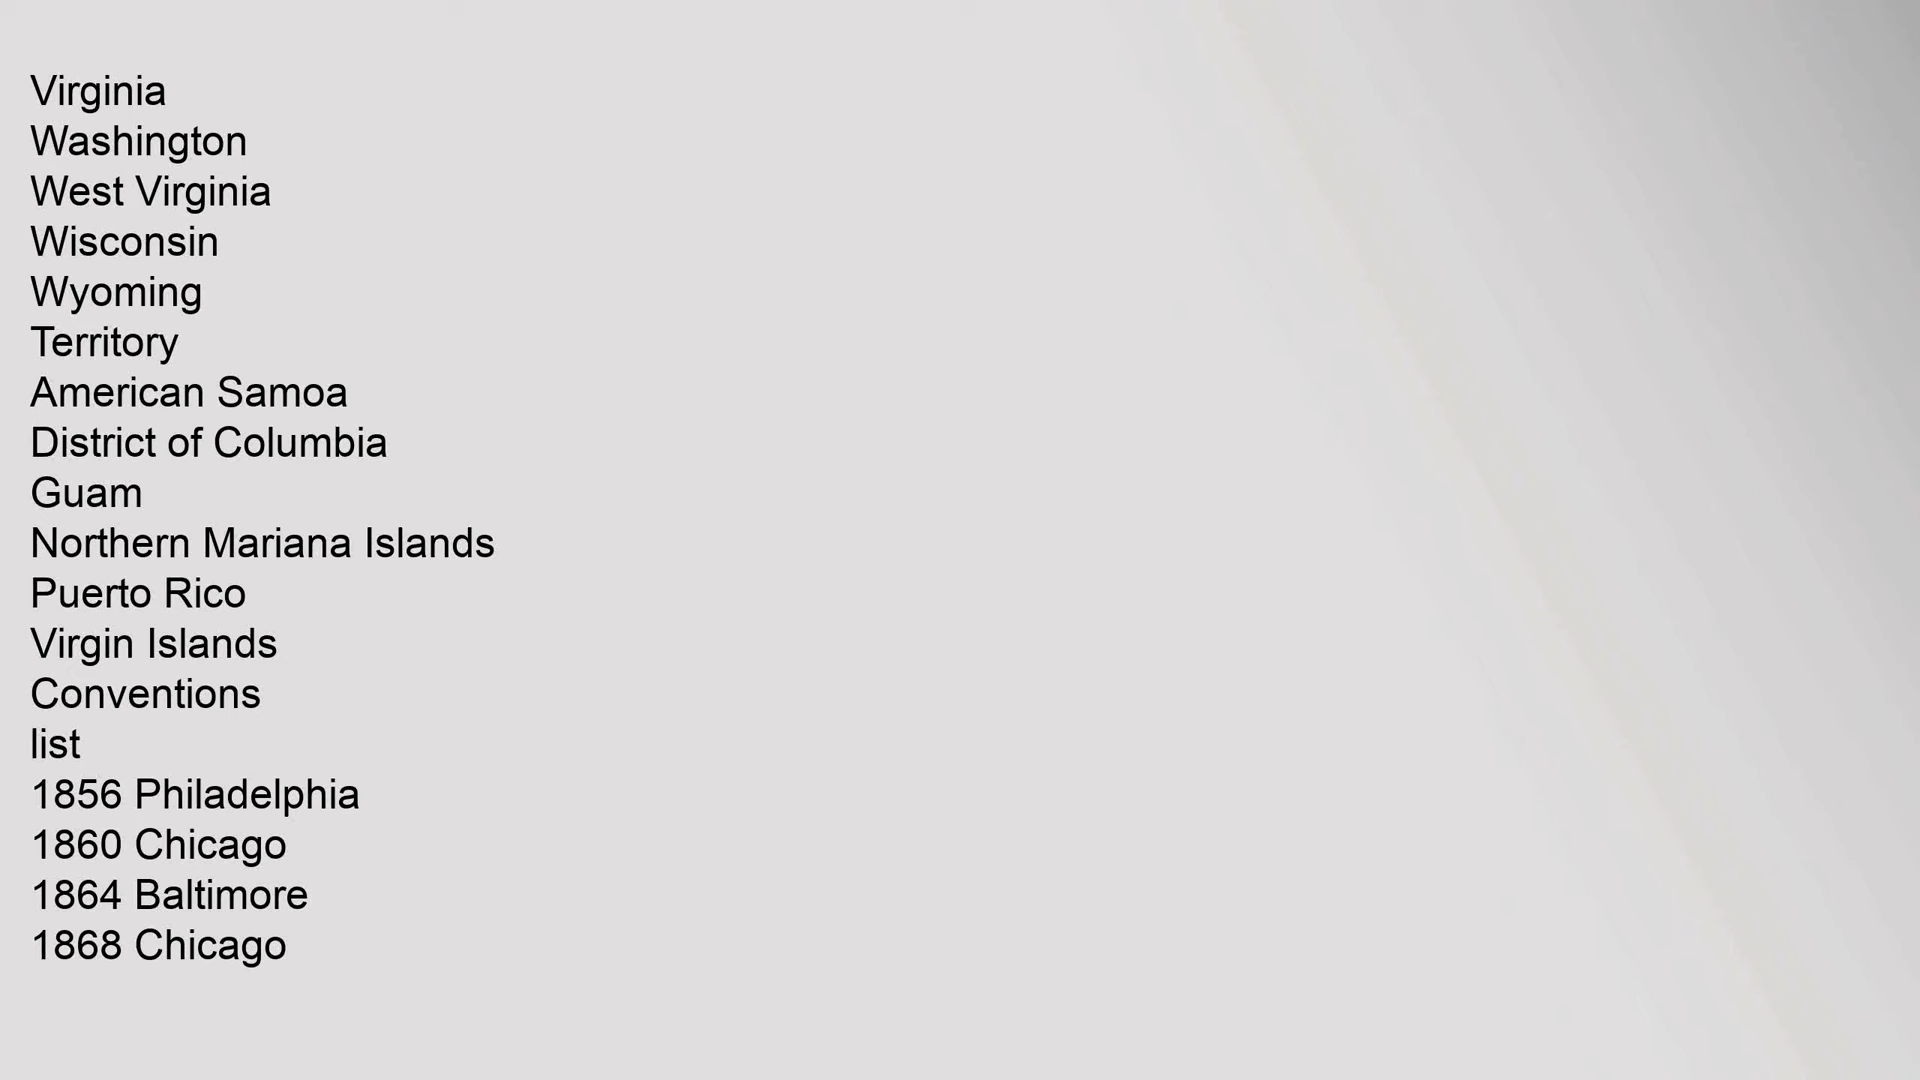 Virginia
Washington
West Virginia
Wisconsin
Wyoming
Territory
American Samoa
District of Columbia
Guam
Northern Mariana Islands
Puerto Rico
Virgin Islands
Conventions
list
1856 Philadelphia
1860 Chicago
1864 Baltimore
1868 Chicago